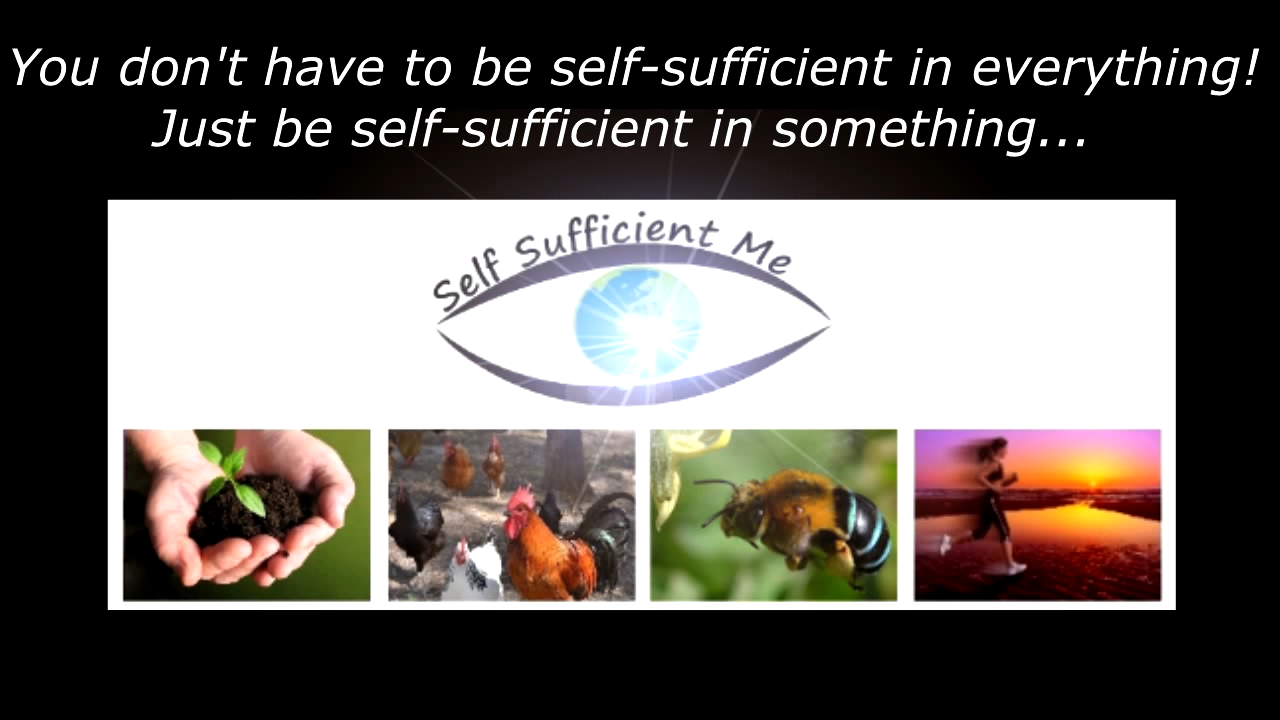 You don't have to be self-sufficient in everything!
Just be self-sufficient in something...
Self Sufficient Me